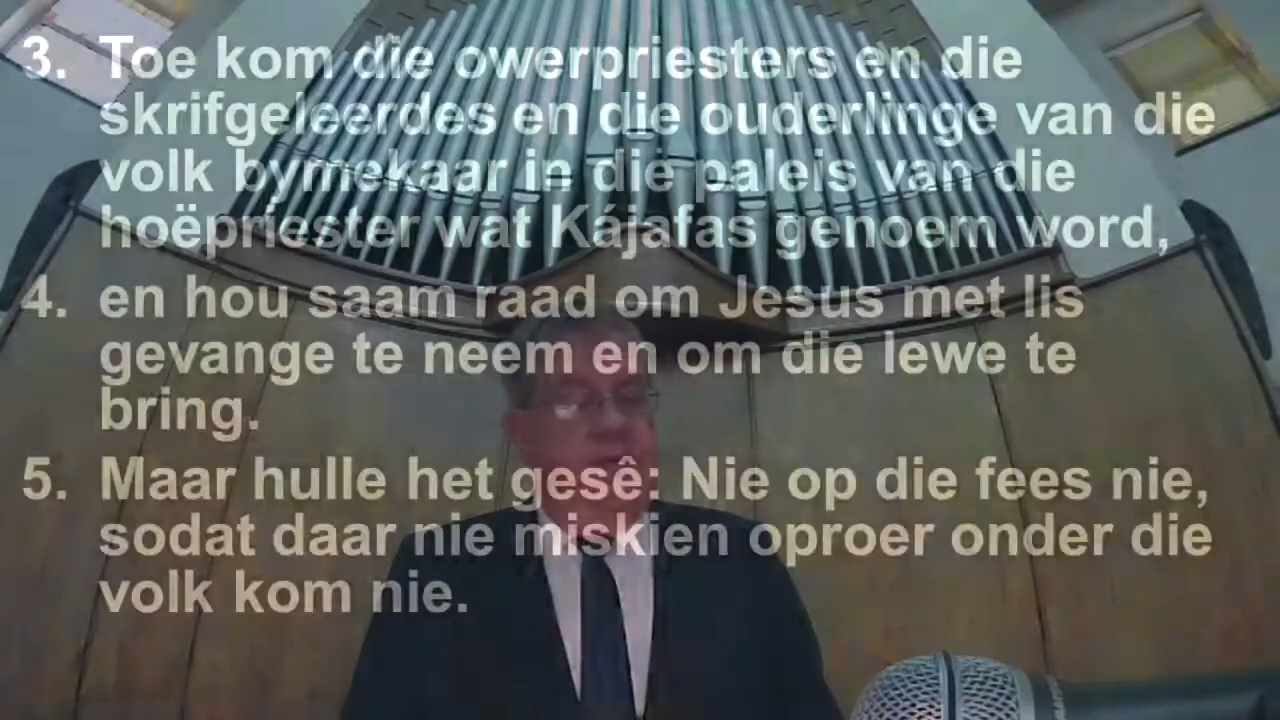 3. Toe kom die owerpriesters en die
skrifgeleerdes en die ouderlinge van die
volk bymekaar in die paleis van die
hoëpriester wat Kájafas genoem word,
4. en hou saam raad om Jesus met lis
gevange te neem en om die lewe te
bring.
5. Maar hulle het gesê: Nie op die fees nie,
sodat daar nie miskien oproer onder die
volk kom nie.